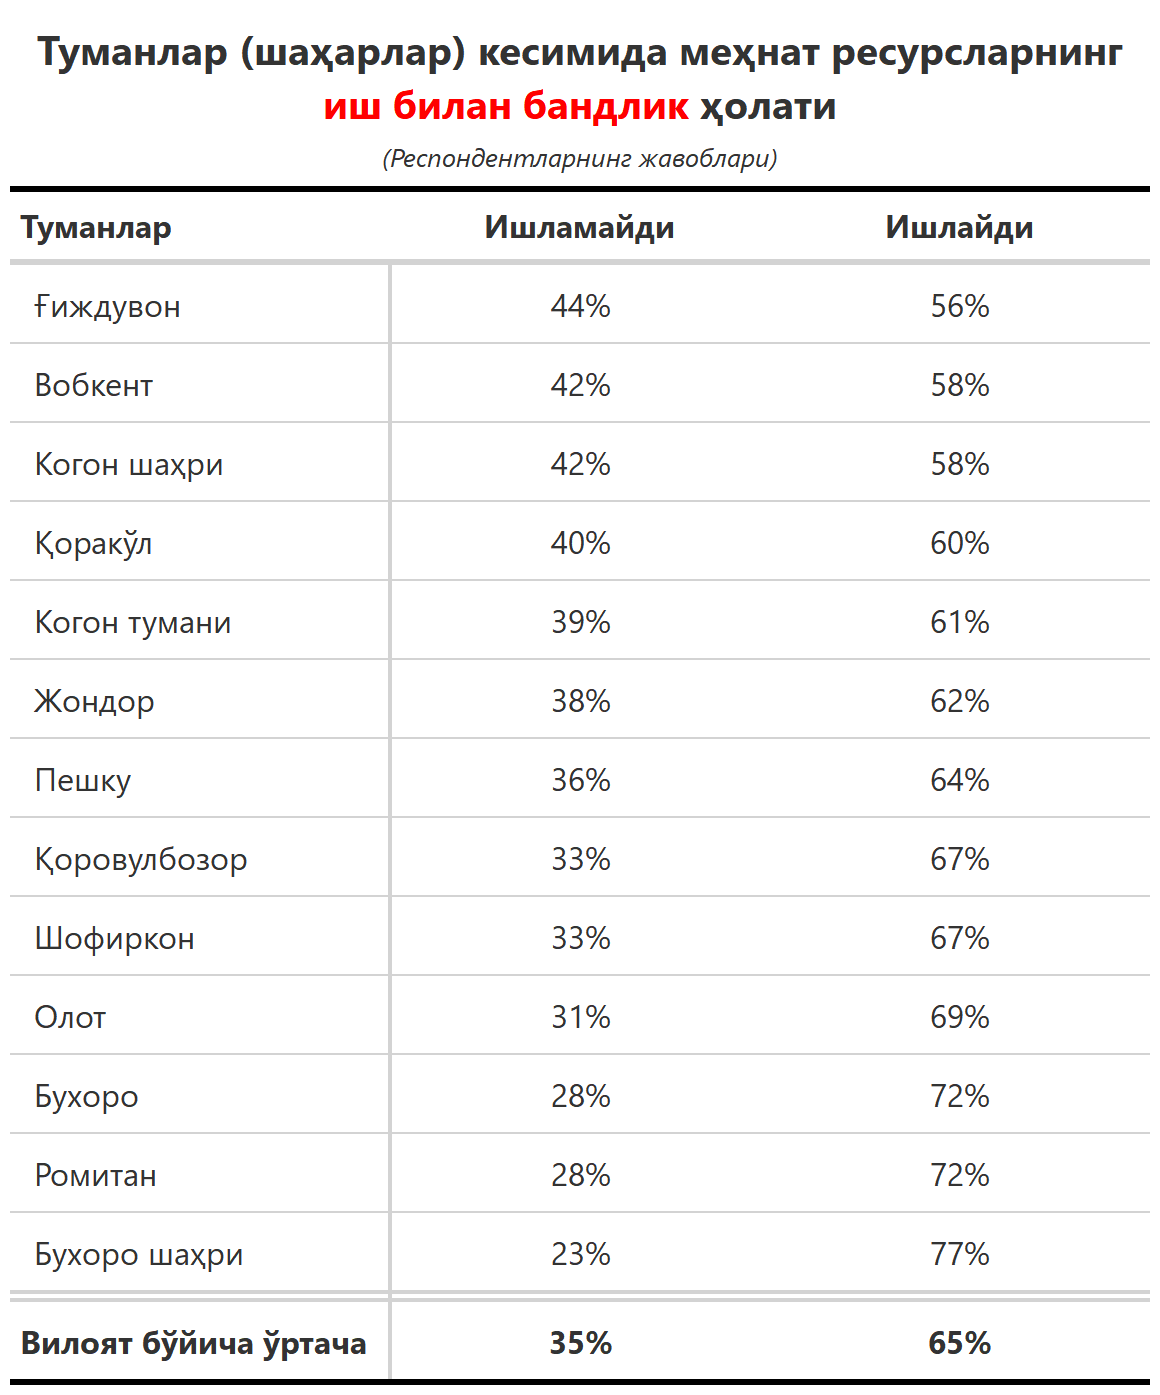 Туманлар (шаҳарлар) кесимида меҳнат ресурсларнинг
иш билан бандлик ҳолати
(Респондентларнинг жавоблари)
Туманлар Ишламайди Ишлайди
Ғиждувон 44% 56%
Вобкент 42% 58%
Когон шаҳри 42% 58%
Қоракўл 40% 60%
Когон тумани 39% 61%
Жондор 38% 62%
Пешку 36% 64%
Қоровулбозор 33% 67%
Шофиркон 33% 67%
Олот 31% 69%
Бухоро 28% 72%
Ромитан 28% 72%
Бухоро шаҳри 23% 77%
Вилоят бўйича ўртача 35% 65%